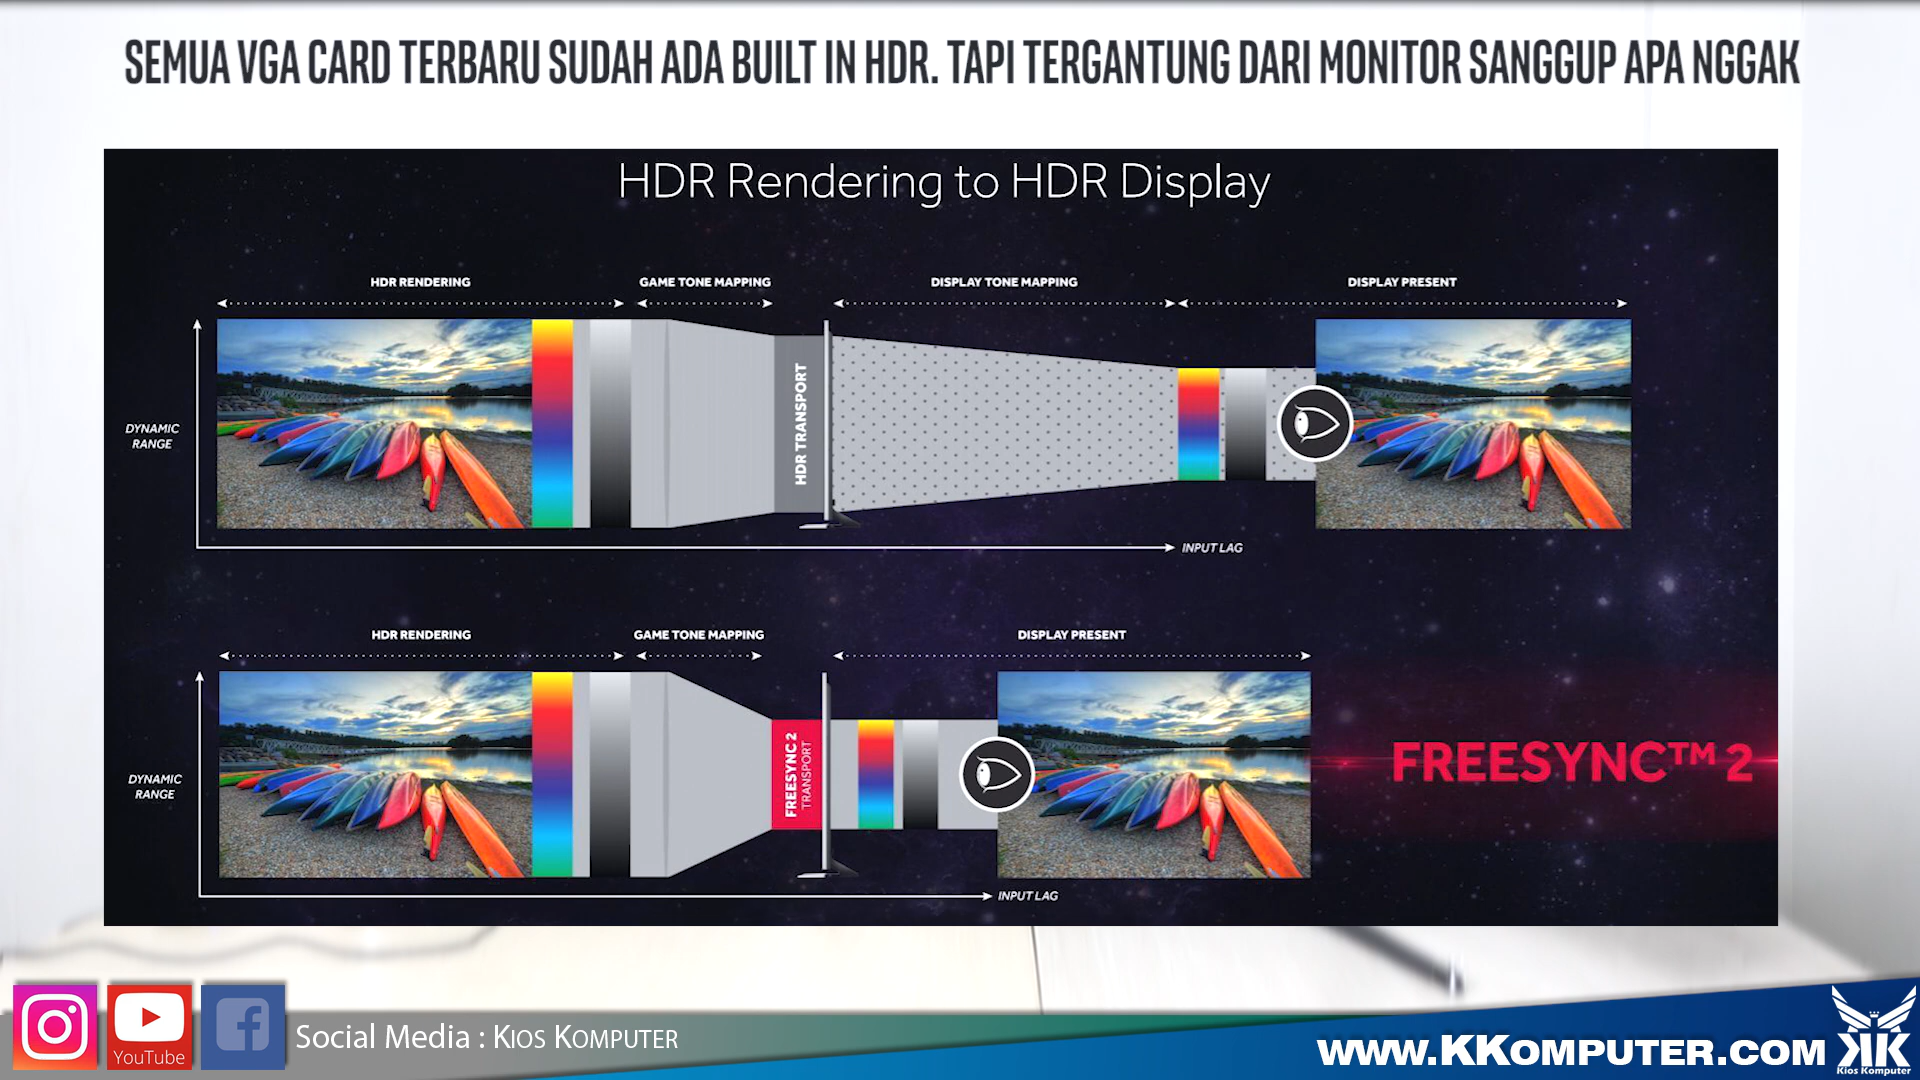 SEMUA VGA CARD TERBARU SUDAH ADA BUILT IN HDR. TAPI TERGANTUNG DARI MONITOR SANGGUP APA NGGAK
HDR Rendering to HDR Display
HDR RENDERING
GAME TONE MAPPING
DISPLAY TONE MAPPING
DISPLAY PRESENT
DYNAMIC
RANGE
HDR TRANSPORT
INPUT LAG
HDR RENDERING
GAME TONE MAPPING
DISPLAY PRESENT
DYNAMIC
RANGE
FREESYNC 2
TRANSPORT
FREESYNC™ 2
INPUT LAG
YouTube
Social Media : KIOS KOMPUTER
WWW.KKOMPUTER.COM
KK
Kios Komputer